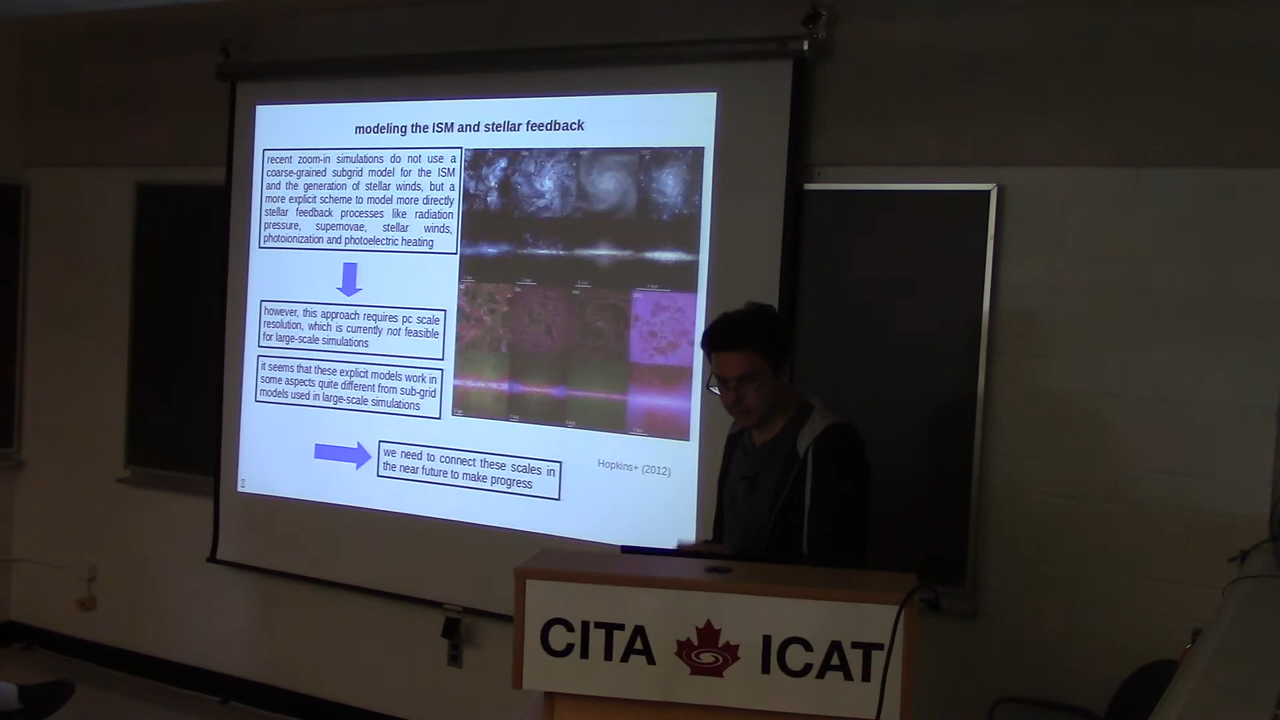 modeling the ISM and stellar feedback
recent zoom-in simulations do not use a
coarse-grained subgrid model for the ISM
and the generation of stellar winds, but a
more explicit scheme to model more directly
stellar feedback processes like radiation
pressure, supernovae, stellar winds,
photoionization and photoelectric heating
however, this approach requires pc scale
resolution, which is currently not feasible
for large-scale simulations
it seems that these explicit models work in
some aspects quite different from sub-grid
models used in large-scale simulations
we need to connect these scales in
the near future to make progress
Hopkins+ (2012)
CITA ICAT